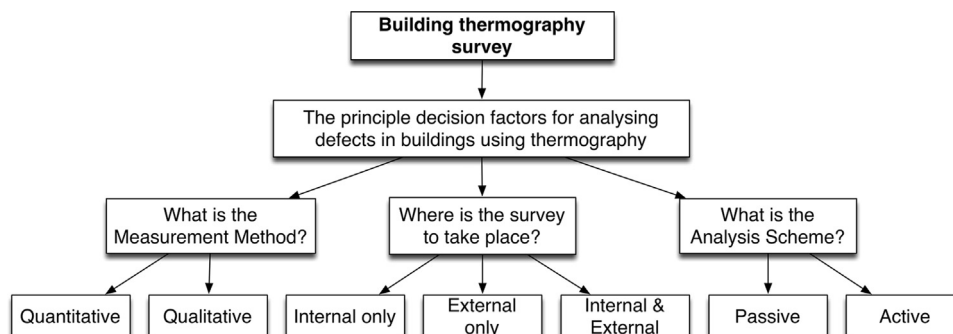 Building thermography
survey
The principle decision factors for analysing
defects in buildings using thermography
What is the
Measurement Method?
Where is the survey
to take place?
What is the
Analysis Scheme?
Quantitative
Qualitative
Internal only
External
only
Internal &
External
Passive
Active